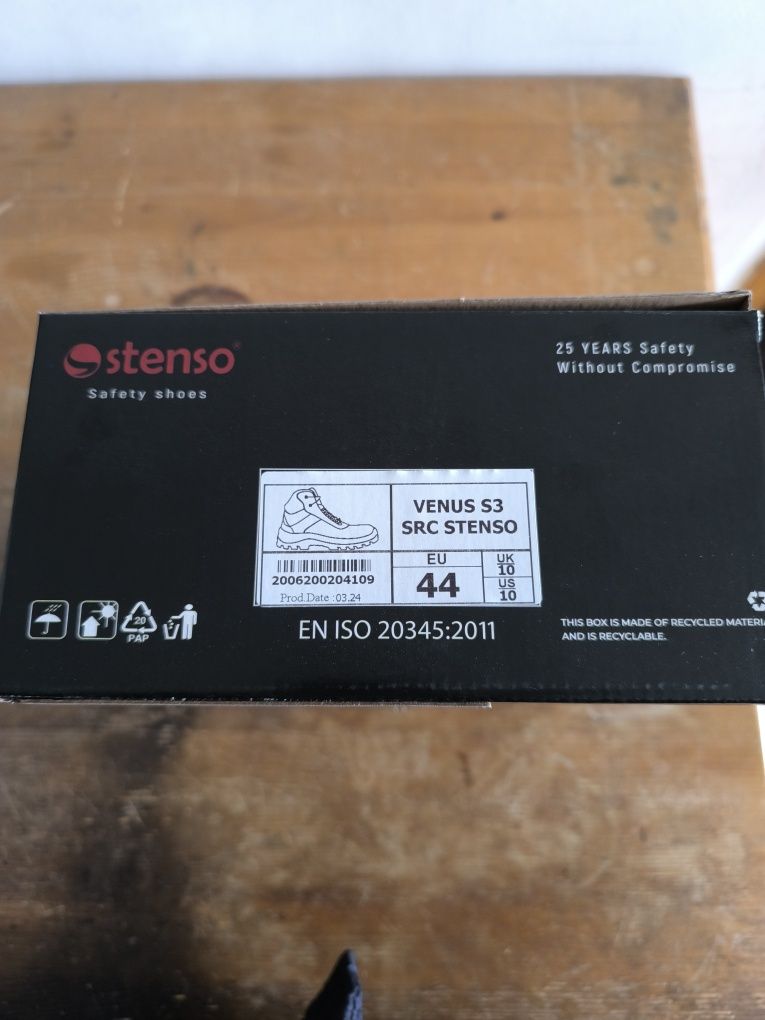 stenso®
Safety shoes
25 YEARS Safety
Without Compromise
VENUS S3
SRC STENSO
2006200204109
Prod.Date :03.24
EU
44
UK
10
US
10
20
PAP
EN ISO 20345:2011
THIS BOX IS MADE OF RECYCLED
AND IS RECYCLABLE.